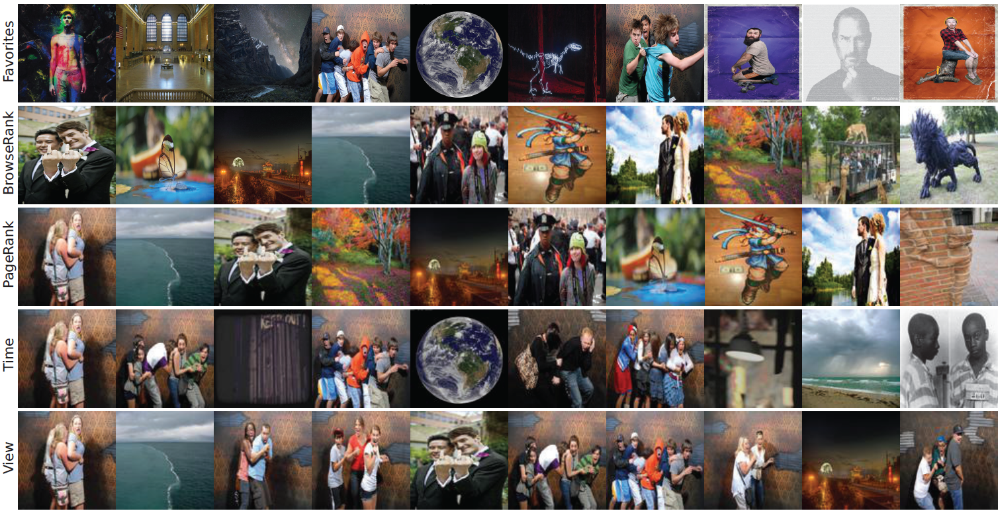 Favorites
BrowseRank
PageRank
Time
KEEP OUT!
View